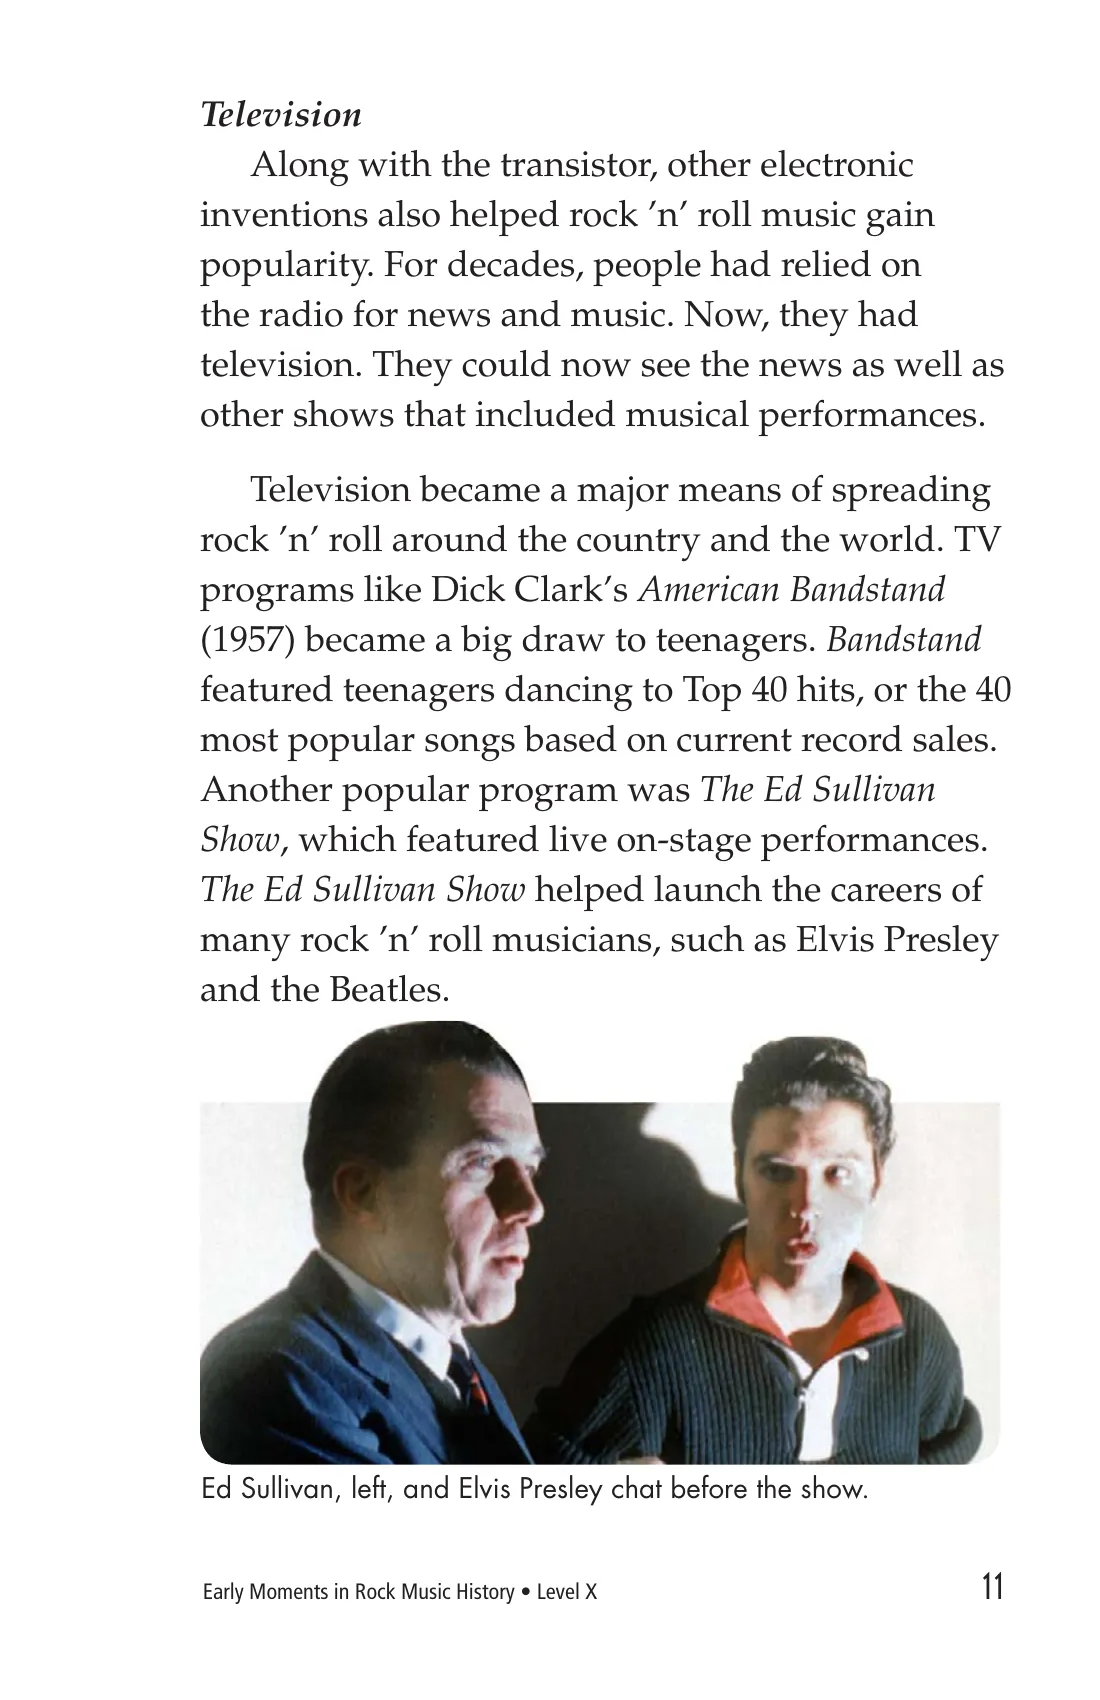 Television
Along with the transistor, other electronic
inventions also helped rock ’n’ roll music gain
popularity. For decades, people had relied on
the radio for news and music. Now, they had
television. They could now see the news as well as
other shows that included musical performances.
Television became a major means of spreading
rock ’n’ roll around the country and the world. TV
programs like Dick Clark’s American Bandstand
(1957) became a big draw to teenagers. Bandstand
featured teenagers dancing to Top 40 hits, or the 40
most popular songs based on current record sales.
Another popular program was The Ed Sullivan
Show, which featured live on-stage performances.
The Ed Sullivan Show helped launch the careers of
many rock ’n’ roll musicians, such as Elvis Presley
and the Beatles.
Ed Sullivan, left, and Elvis Presley chat before the show.
Early Moments in Rock Music History • Level X 11